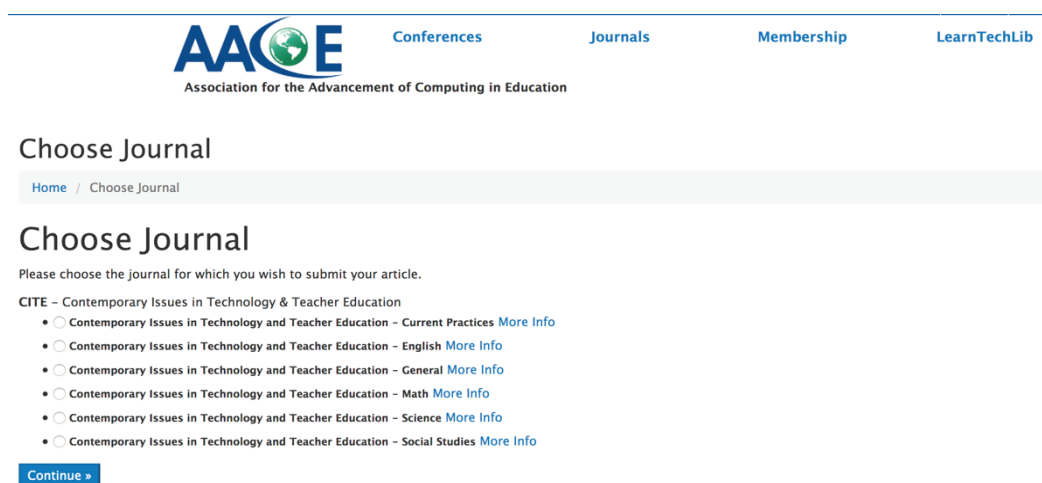 AACE
Conferences Journals Membership LearnTechLib
Association for the Advancement of Computing in Education
Choose Journal
Home / Choose Journal
Choose Journal
Please choose the journal for which you wish to submit your article.
CITE – Contemporary Issues in Technology & Teacher Education
Contemporary Issues in Technology and Teacher Education – Current Practices More Info
Contemporary Issues in Technology and Teacher Education – English More Info
Contemporary Issues in Technology and Teacher Education – General More Info
Contemporary Issues in Technology and Teacher Education – Math More Info
Contemporary Issues in Technology and Teacher Education – Science More Info
Contemporary Issues in Technology and Teacher Education – Social Studies More Info
Continue »